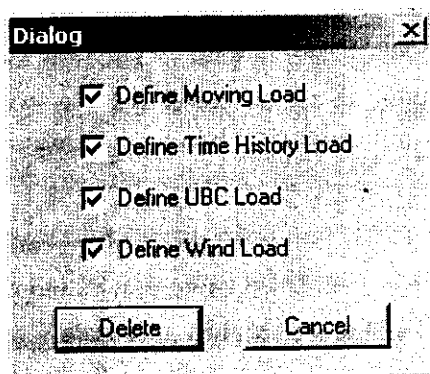 Dialog
Define Moving Load
Define Time History Load
Define UBC Load
Define Wind Load
Delete Cancel